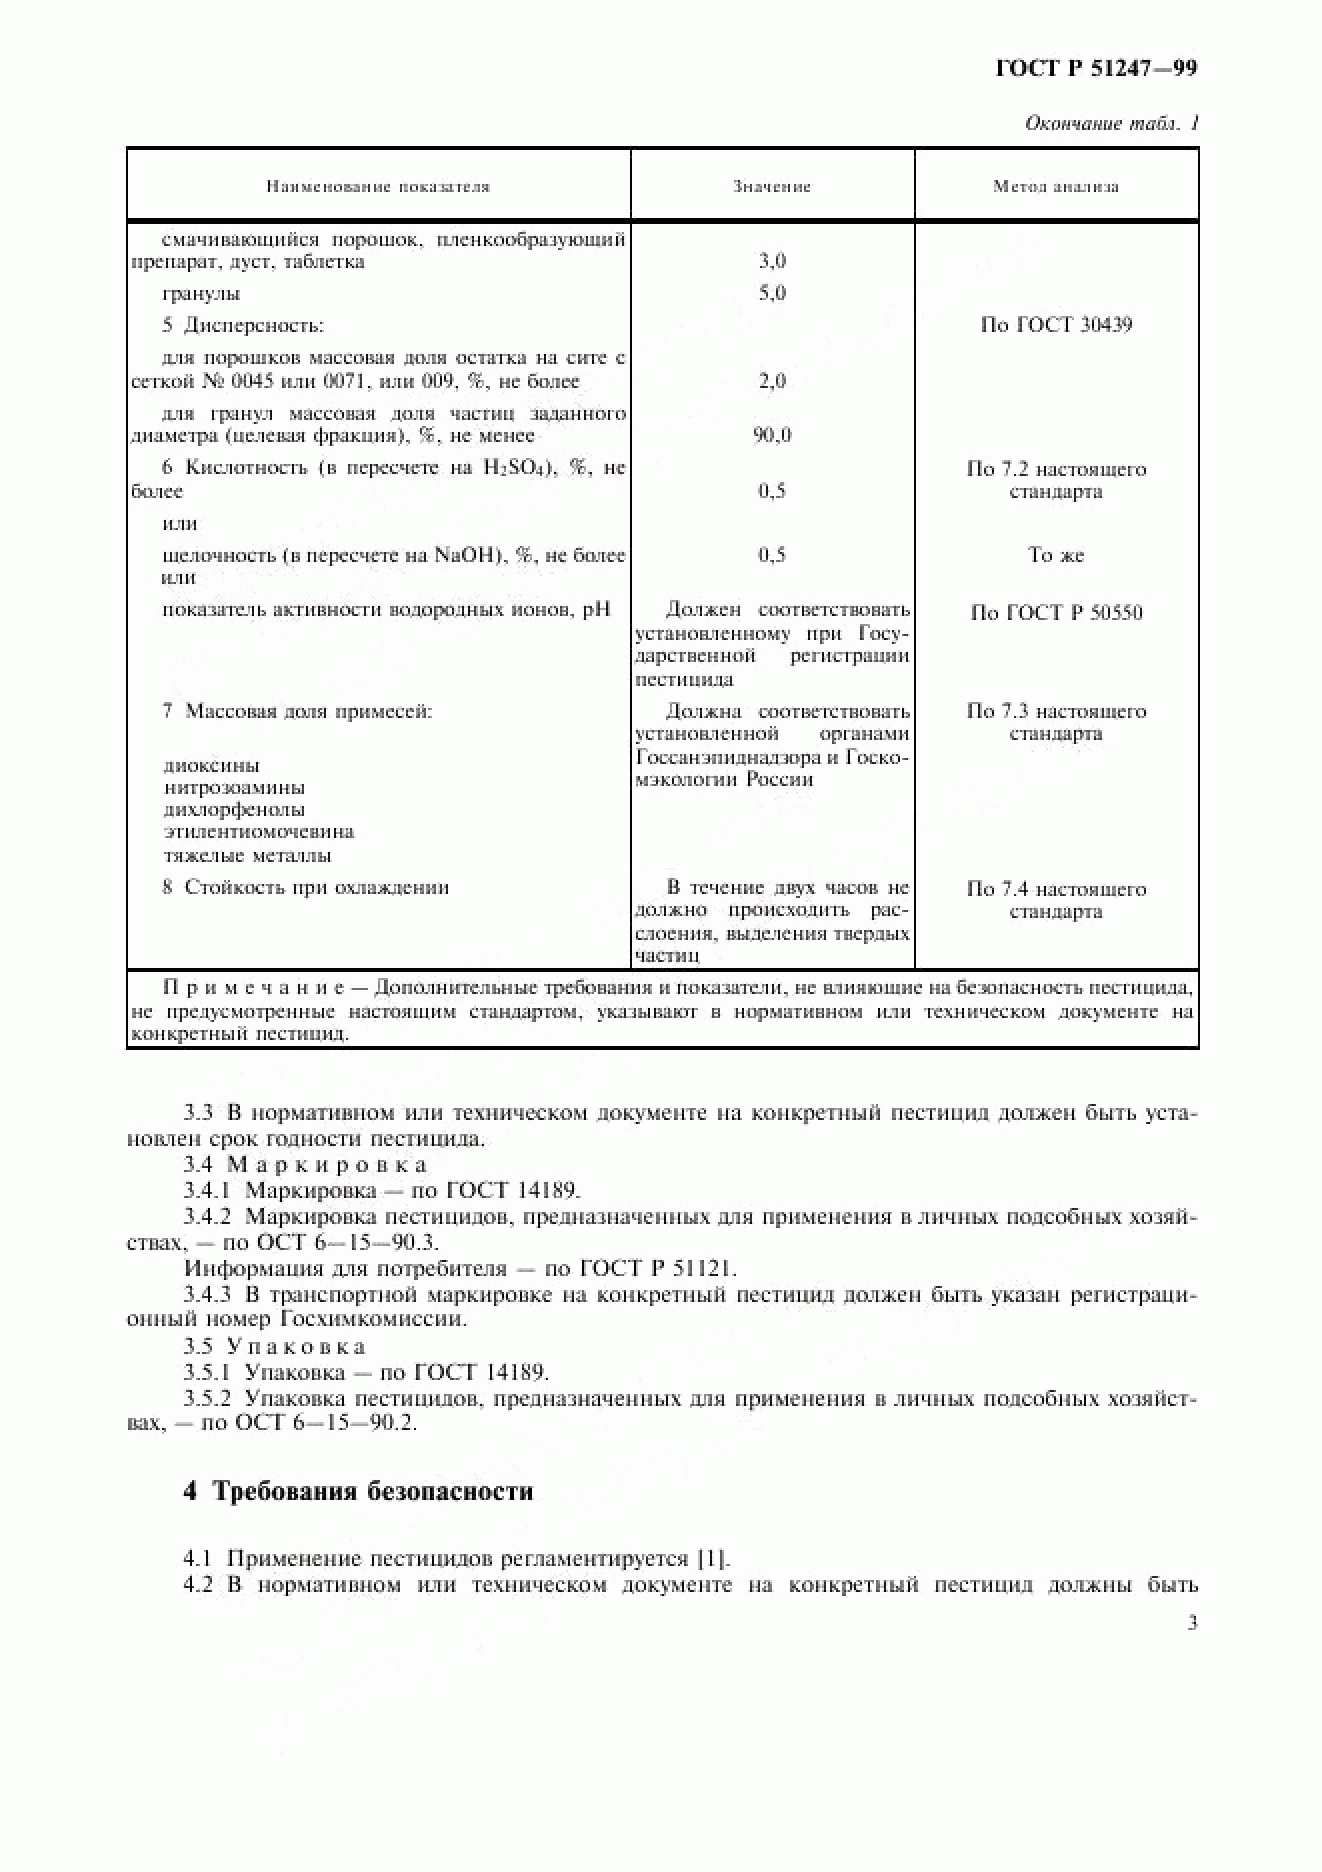 ГОСТ Р 51247—99
Окончание табл. 1
Наименование показателя Значение Метод анализа
смачивающийся порошок, пленкообразующий
препарат, дуст, таблетка 3,0
гранулы 5,0
5 Дисперсность: По ГОСТ 30439
для порошков массовая доля остатка на сите с
сеткой № 0045 или 0071, или 009, %, не более 2,0
для гранул массовая доля частиц заданного
диаметра (целевая фракция), %, не менее 90,0
6 Кислотность (в пересчете на H2SO4), %, не По 7.2 настоящего
более 0,5 стандарта
или
щелочность (в пересчете на NaOH), %, не более 0,5 То же
или
показатель активности водородных ионов, pH Должен соответствовать По ГОСТ Р 50550
установленному при Госу-
дарственной регистрации
пестицида
7 Массовая доля примесей: Должна соответствовать По 7.3 настоящего
установленной органами стандарта
Госсанэпиднадзора и Госко-
диоксины
мэкологии России
нитрозоамины
дихлорфенолы
этилентиомочевина
тяжелые металлы
8 Стойкость при охлаждении В течение двух часов не По 7.4 настоящего
должно происходить рас- стандарта
слоения, выделения твердых
частиц
Примечание — Дополнительные требования и показатели, не влияющие на безопасность пестицида,
не предусмотренные настоящим стандартом, указывают в нормативном или техническом документе на
конкретный пестицид.
3.3 В нормативном или техническом документе на конкретный пестицид должен быть уста-
новлен срок годности пестицида.
3.4 Маркировка
3.4.1 Маркировка — по ГОСТ 14189.
3.4.2 Маркировка пестицидов, предназначенных для применения в личных подсобных хозяй-
ствах, — по ОСТ 6—15—90.3.
Информация для потребителя — по ГОСТ Р 51121.
3.4.3 В транспортной маркировке на конкретный пестицид должен быть указан регистраци-
онный номер Госхимкомиссии.
3.5 Упаковка
3.5.1 Упаковка — по ГОСТ 14189.
3.5.2 Упаковка пестицидов, предназначенных для применения в личных подсобных хозяйст-
вах, — по ОСТ 6—15—90.2.
4 Требования безопасности
4.1 Применение пестицидов регламентируется [1].
4.2 В нормативном или техническом документе на конкретный пестицид должны быть
3